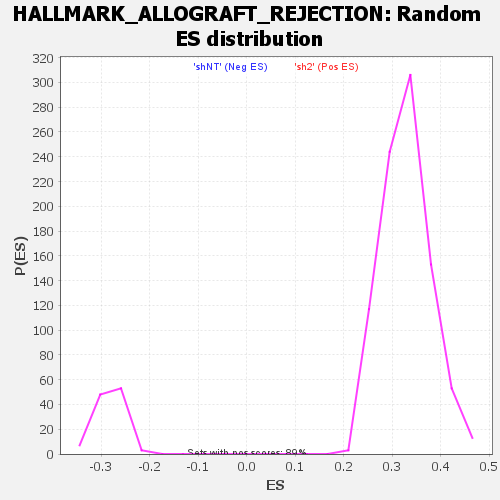 HALLMARK_ALLOGRAFT_REJECTION: Random
ES distribution
'shNT' (Neg ES) 'sh2' (Pos ES)
320
300
280
260
240
220
200
180
160
140
120
100
80
60
40
20
0
P(ES)
Sets with pos scores: 89%
-0.3 -0.2 -0.1 0.0 0.1 0.2 0.3 0.4 0.5
ES